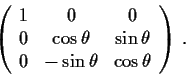 ( 1 0 0
0 cos θ sin θ
0 − sin θ cos θ ) .